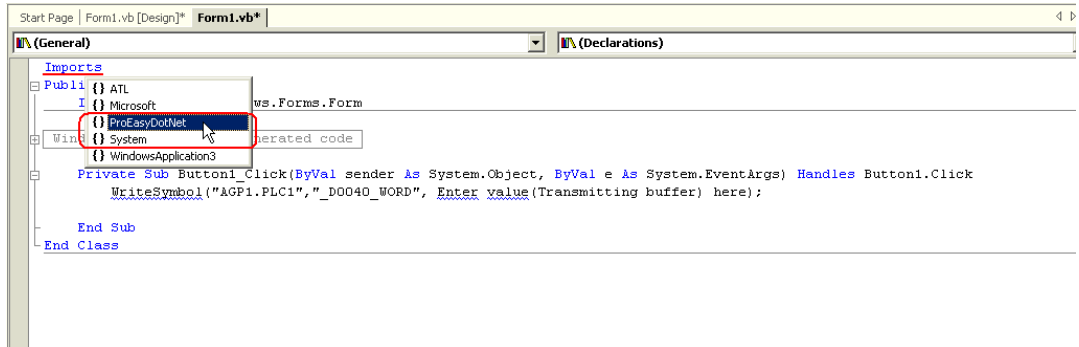 Start Page Form1.vb [Design]* Form1.vb*
(General) (Declarations)
Imports
Publi
{} ATL
I
{} Microsoft
ws.Forms.Form
{} ProEasyDotNet
Wind
{} System
nerated code
{} WindowsApplication3
Private Sub Button1_Click(ByVal sender As System.Object, ByVal e As System.EventArgs) Handles Button1.Click
WriteSymbol("AGP1.PLC1","_D0040_WORD", Enter value(Transmitting buffer) here);
End Sub
End Class